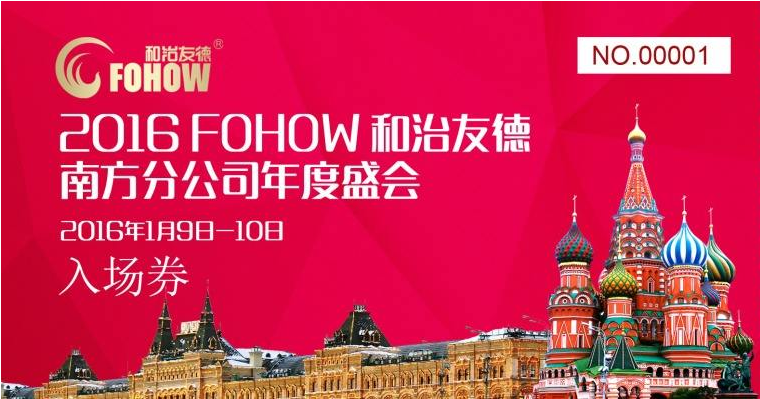 和治友德®
FOHOW
NO.00001
2016 FOHOW 和治友德
南方分公司年度盛会
2016年1月9日—10日
入场券